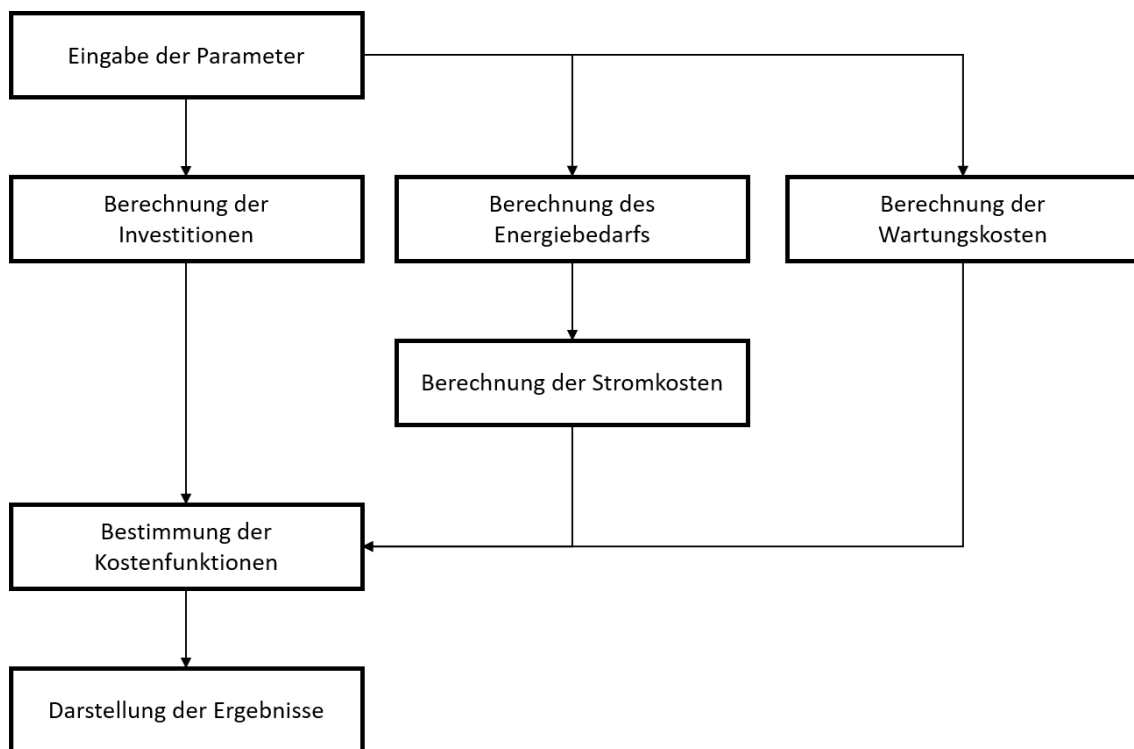 Eingabe der Parameter
Berechnung der
Investitionen
Berechnung des
Energiebedarfs
Berechnung der
Wartungskosten
Berechnung der Stromkosten
Bestimmung der
Kostenfunktionen
Darstellung der Ergebnisse